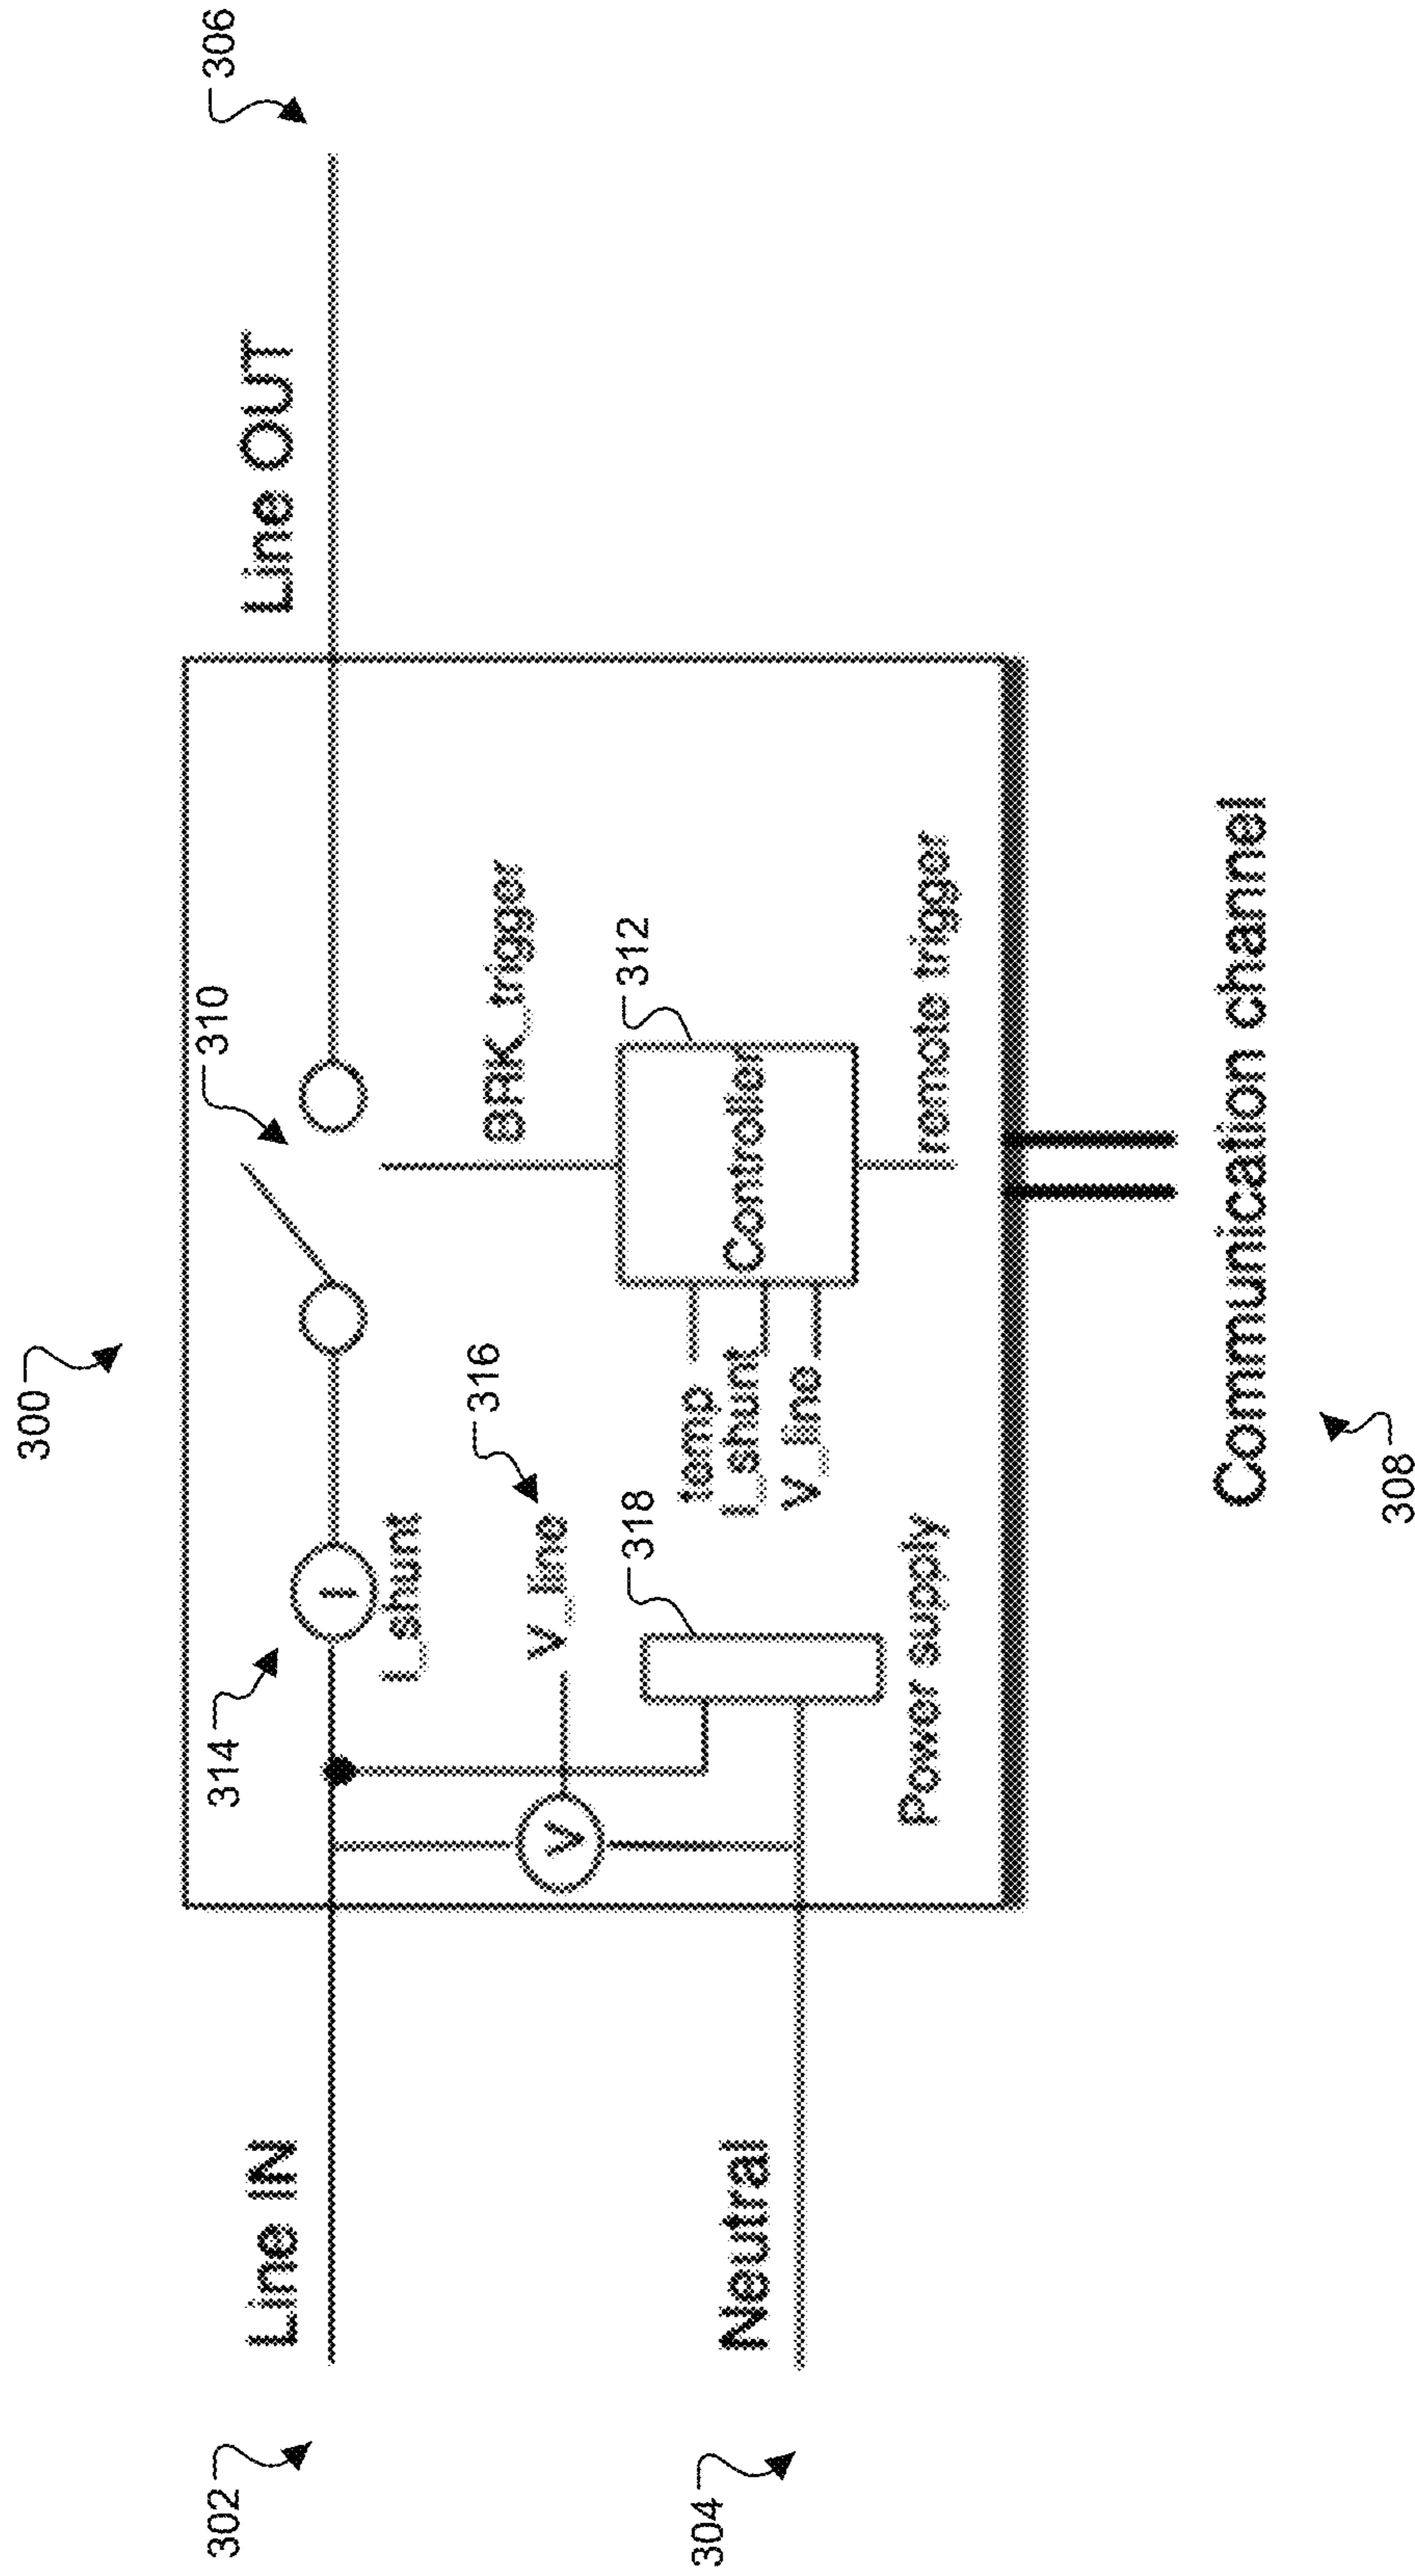 300
302
Line IN
314
310
Line OUT
306
I
I_shunt
BRK_trigger
V
V_line
316
304
Neutral
318
312
temp
I_shunt
V_line
Controller
Power supply
remote trigger
Communication channel
308